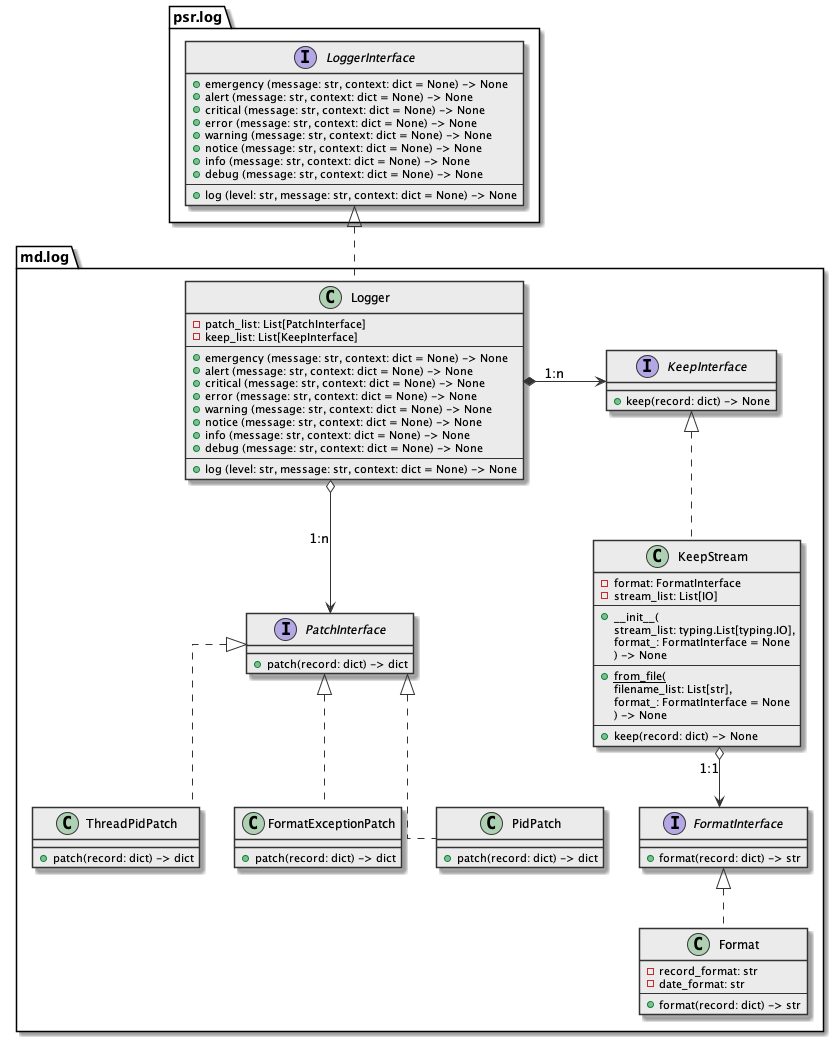 psr.log
I LoggerInterface
emergency (message: str, context: dict = None) -> None
alert (message: str, context: dict = None) -> None
critical (message: str, context: dict = None) -> None
error (message: str, context: dict = None) -> None
warning (message: str, context: dict = None) -> None
notice (message: str, context: dict = None) -> None
info (message: str, context: dict = None) -> None
debug (message: str, context: dict = None) -> None
log (level: str, message: str, context: dict = None) -> None
md.log
C Logger
patch_list: List[PatchInterface]
keep_list: List[KeepInterface]
emergency (message: str, context: dict = None) -> None
alert (message: str, context: dict = None) -> None
critical (message: str, context: dict = None) -> None
error (message: str, context: dict = None) -> None
warning (message: str, context: dict = None) -> None
notice (message: str, context: dict = None) -> None
info (message: str, context: dict = None) -> None
debug (message: str, context: dict = None) -> None
log (level: str, message: str, context: dict = None) -> None
1:n
I KeepInterface
keep(record: dict) -> None
1:n
C KeepStream
format: FormatInterface
stream_list: List[IO]
__init__(
stream_list: typing.List[typing.IO],
format_: FormatInterface = None
) -> None
from_file(
filename_list: List[str],
format_: FormatInterface = None
) -> None
keep(record: dict) -> None
I PatchInterface
patch(record: dict) -> dict
1:1
C ThreadPidPatch
patch(record: dict) -> dict
C FormatExceptionPatch
patch(record: dict) -> dict
C PidPatch
patch(record: dict) -> dict
I FormatInterface
format(record: dict) -> str
C Format
record_format: str
date_format: str
format(record: dict) -> str